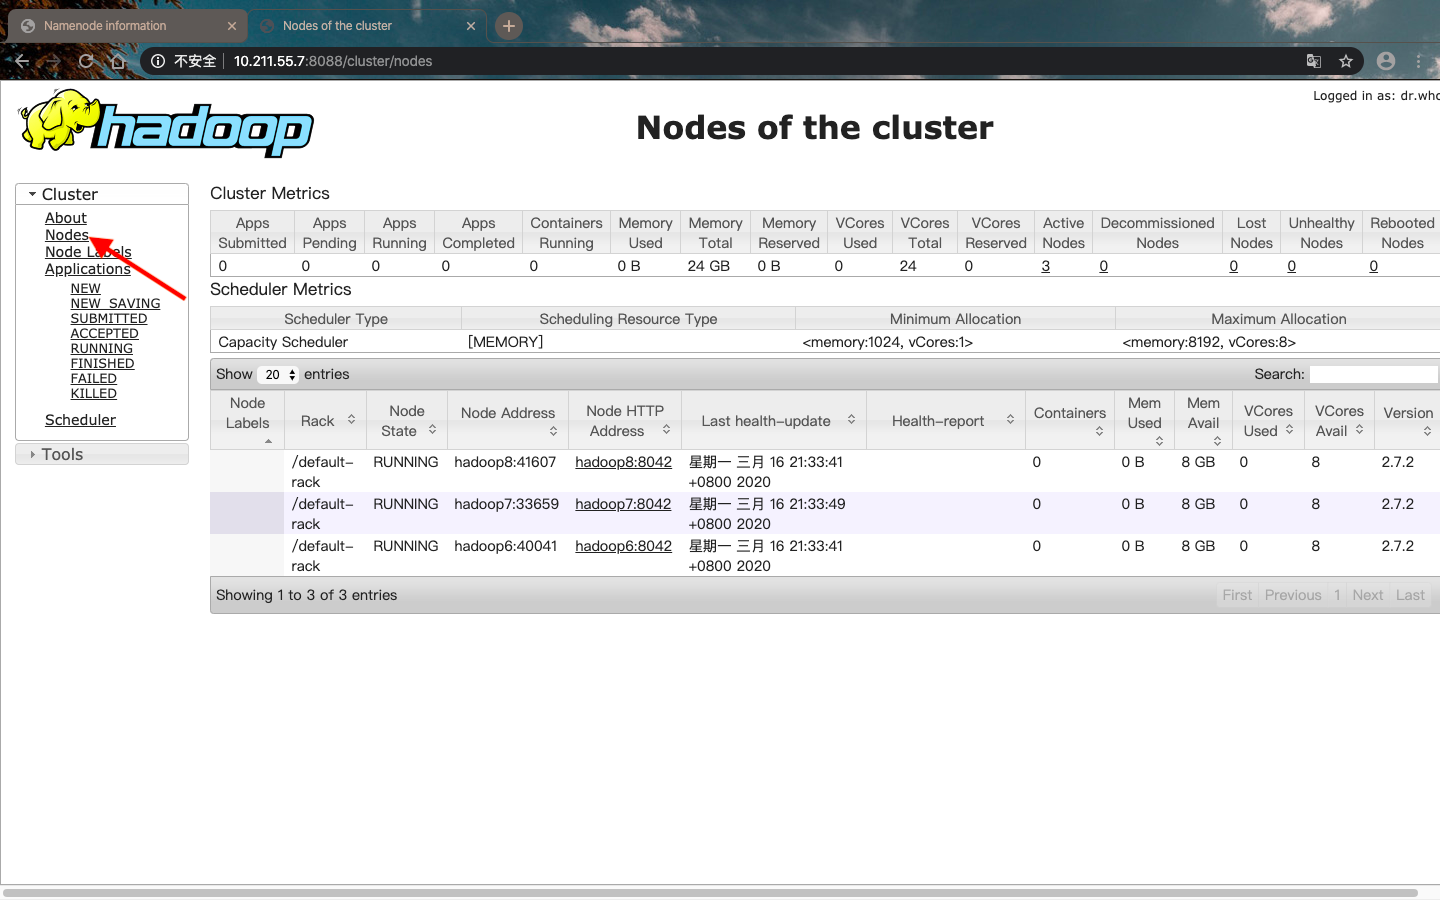 Namenode information
Nodes of the cluster
不安全 10.211.55.7:8088/cluster/nodes
Logged in as: dr.who
hadoop
Nodes of the cluster
Cluster
About
Nodes
Node Labels
Applications
NEW
NEW_SAVING
SUBMITTED
ACCEPTED
RUNNING
FINISHED
FAILED
KILLED
Scheduler
Tools
Cluster Metrics
Apps Submitted Apps Pending Apps Running Apps Completed Containers Running Memory Used Memory Total Memory Reserved VCores Used VCores Total VCores Reserved Active Nodes Decommissioned Nodes Lost Nodes Unhealthy Nodes Rebooted Nodes
0 0 0 0 0 0 B 24 GB 0 B 0 24 0 3 0 0 0 0
Scheduler Metrics
Scheduler Type Scheduling Resource Type Minimum Allocation Maximum Allocation
Capacity Scheduler [MEMORY] <memory:1024, vCores:1> <memory:8192, vCores:8>
Show 20 entries Search:
Node Labels Rack Node State Node Address Node HTTP Address Last health-update Health-report Containers Mem Used Mem Avail VCores Used VCores Avail Version
/default-rack RUNNING hadoop8:41607 hadoop8:8042 星期一 三月 16 21:33:41 +0800 2020 0 0 B 8 GB 0 8 2.7.2
/default-rack RUNNING hadoop7:33659 hadoop7:8042 星期一 三月 16 21:33:49 +0800 2020 0 0 B 8 GB 0 8 2.7.2
/default-rack RUNNING hadoop6:40041 hadoop6:8042 星期一 三月 16 21:33:41 +0800 2020 0 0 B 8 GB 0 8 2.7.2
Showing 1 to 3 of 3 entries First Previous 1 Next Last